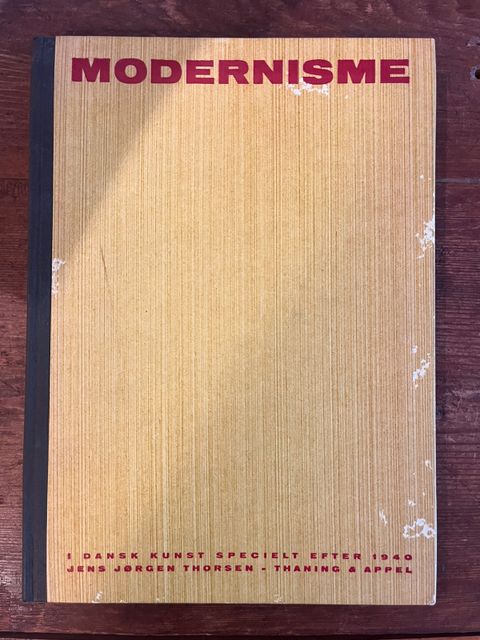 MODERNISME
I DANSK KUNST SPECIELT EFTER 1940
JENS JØRGEN THORSEN - THANING & APPEL